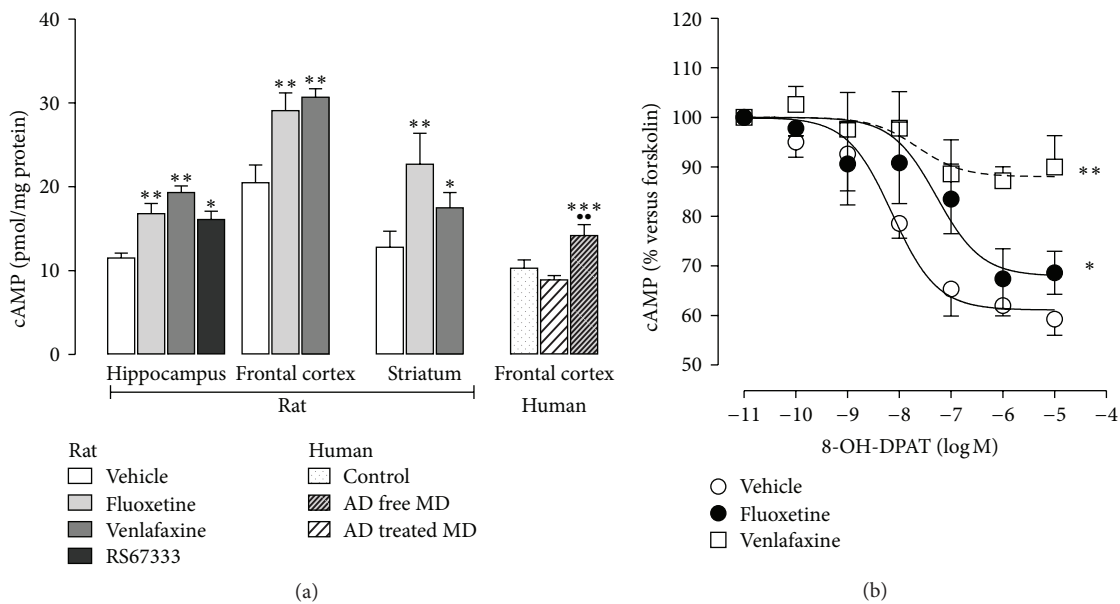 40
30
20
10
0
cAMP (pmol/mg protein)
** ** *
** **
** *
***
••
Hippocampus Frontal cortex Striatum Frontal cortex
Rat Human
Rat
Vehicle
Fluoxetine
Venlafaxine
RS67333
Human
Control
AD free MD
AD treated MD
(a)
120
110
100
90
80
70
60
50
cAMP (% versus forskolin)
**
*
−11 −10 −9 −8 −7 −6 −5 −4
8-OH-DPAT (log M)
Vehicle
Fluoxetine
Venlafaxine
(b)